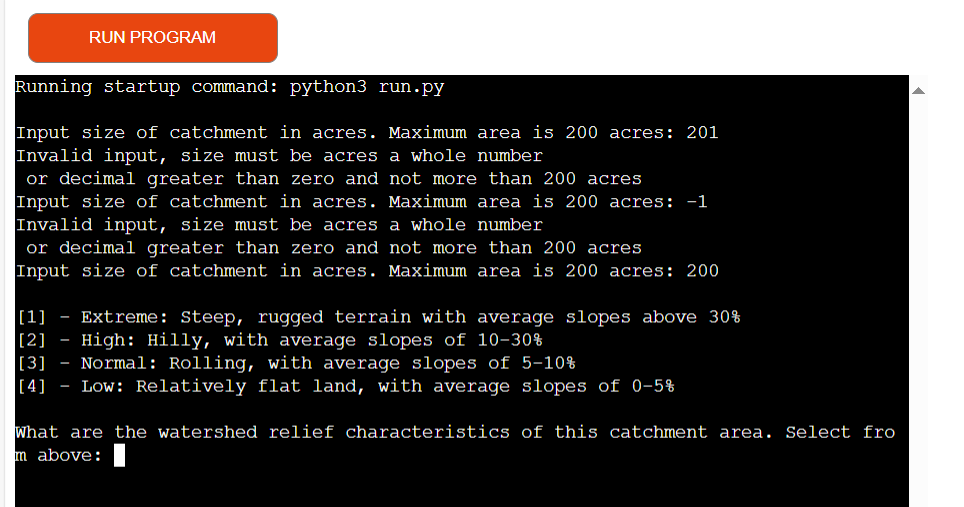 RUN PROGRAM
Running startup command: python3 run.py
Input size of catchment in acres. Maximum area is 200 acres: 201
Invalid input, size must be acres a whole number
or decimal greater than zero and not more than 200 acres
Input size of catchment in acres. Maximum area is 200 acres: -1
Invalid input, size must be acres a whole number
or decimal greater than zero and not more than 200 acres
Input size of catchment in acres. Maximum area is 200 acres: 200
[1] - Extreme: Steep, rugged terrain with average slopes above 30%
[2] - High: Hilly, with average slopes of 10-30%
[3] - Normal: Rolling, with average slopes of 5-10%
[4] - Low: Relatively flat land, with average slopes of 0-5%
What are the watershed relief characteristics of this catchment area. Select fro
m above: